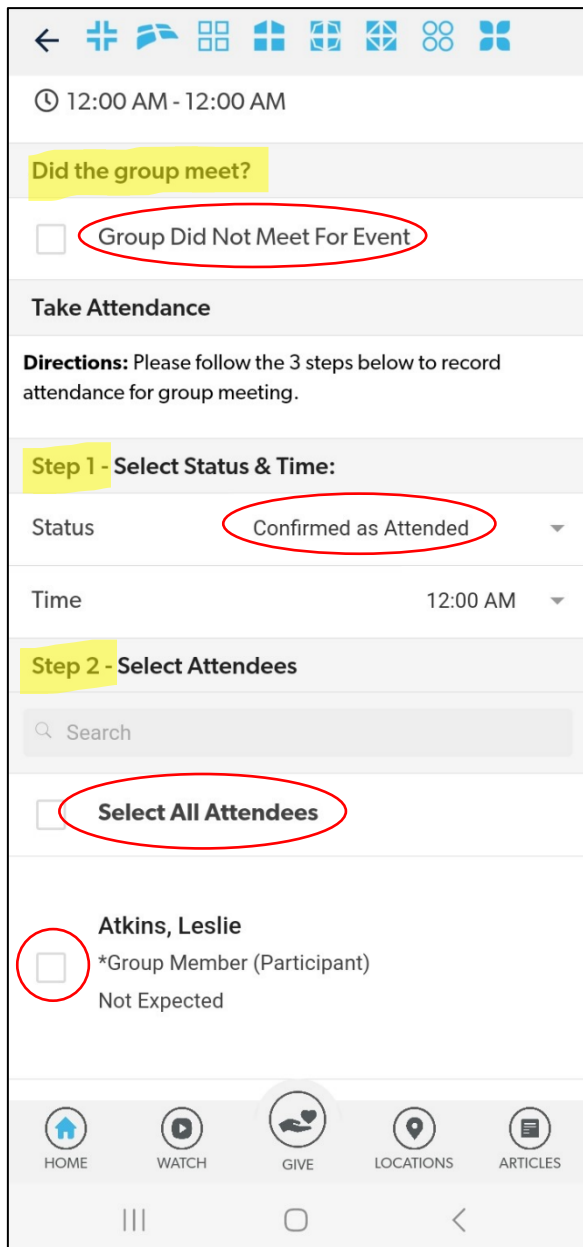 12:00 AM - 12:00 AM
Did the group meet?
Group Did Not Meet For Event
Take Attendance
Directions: Please follow the 3 steps below to record
attendance for group meeting.
Step 1 - Select Status & Time:
Status Confirmed as Attended
Time 12:00 AM
Step 2 - Select Attendees
Search
Select All Attendees
Atkins, Leslie
*Group Member (Participant)
Not Expected
HOME WATCH GIVE LOCATIONS ARTICLES